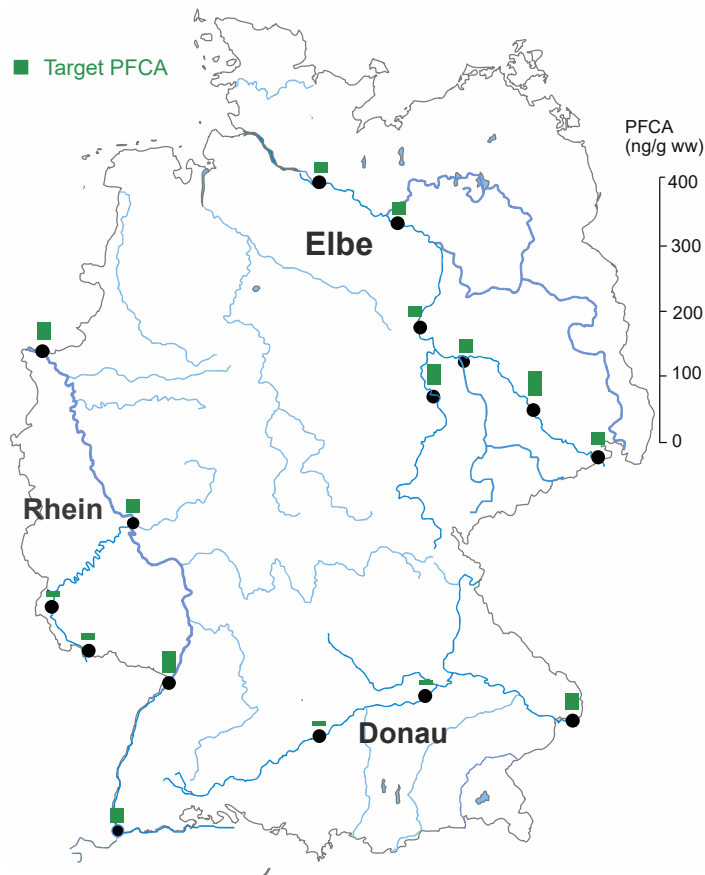 Target PFCA
PFCA
(ng/g ww)
400
300
200
100
0
Elbe
Rhein
Donau